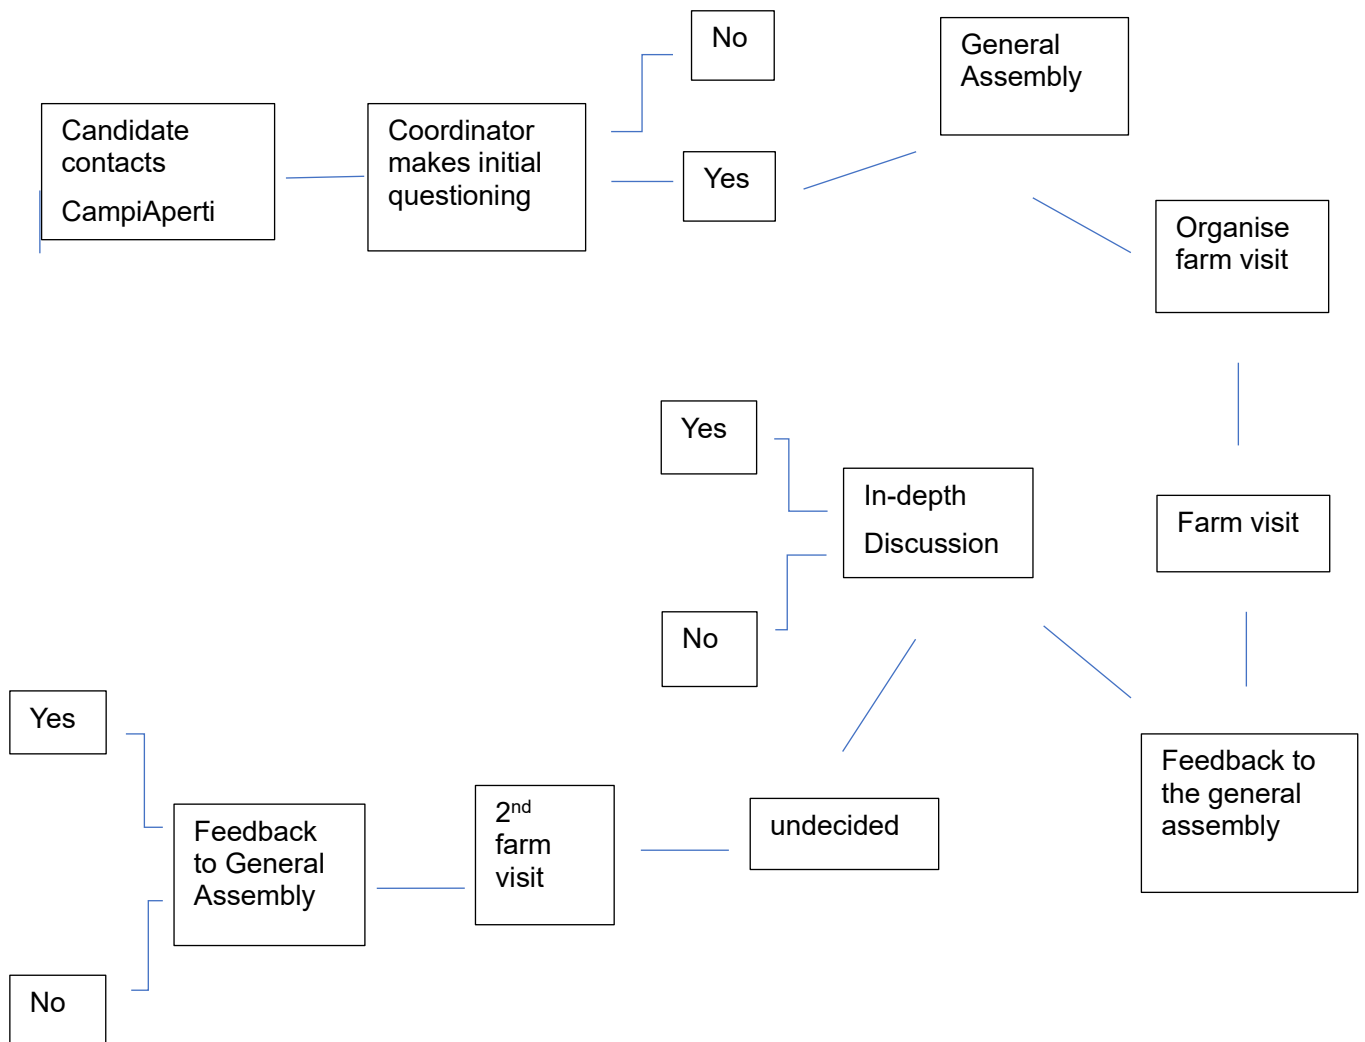 No
General
Assembly
Candidate
contacts
CampiAperti
Coordinator
makes initial
questioning
Yes
Organise
farm visit
Yes
In-depth
Discussion
Farm visit
No
Yes
Feedback to
the general
assembly
2nd
farm
visit
undecided
Feedback
to General
Assembly
No